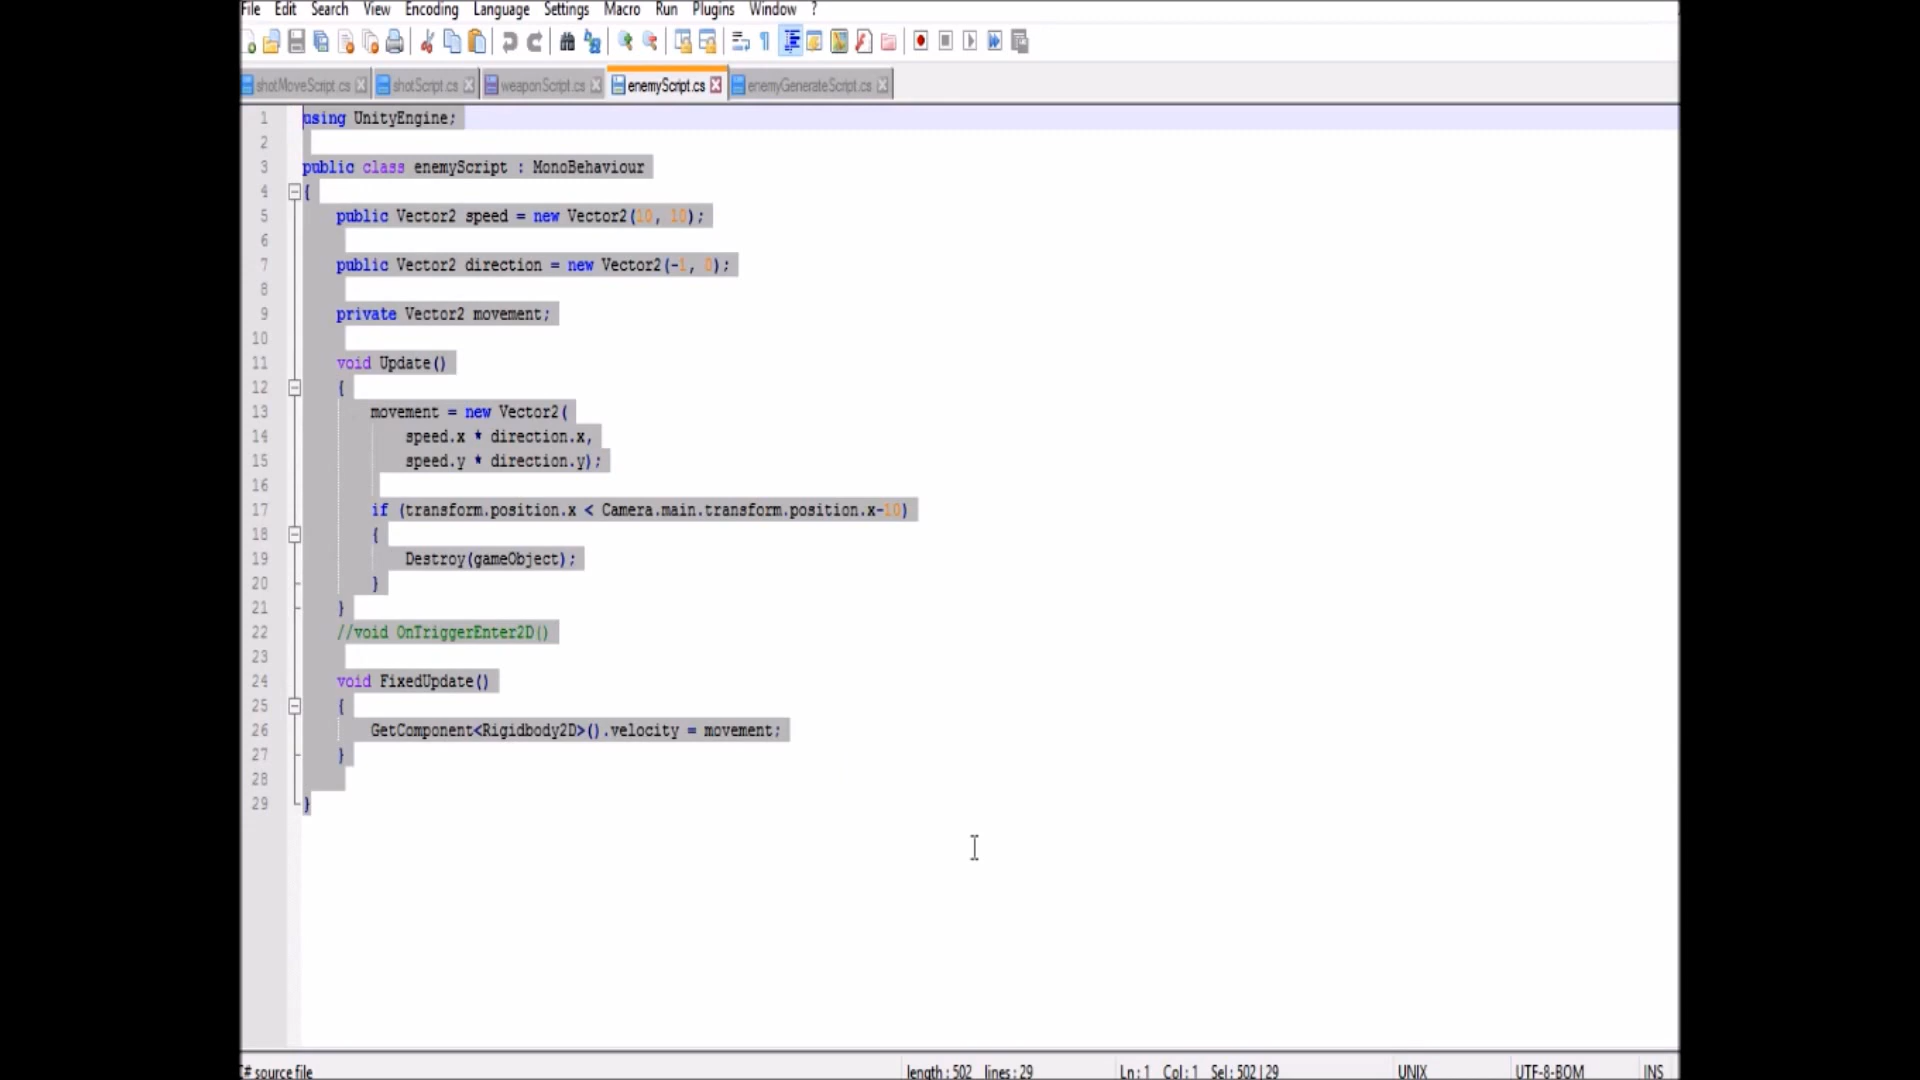 File Edit Search View Encoding Language Settings Macro Run Plugins Window ?
shotMoveScript.cs shotScript.cs weaponScript.cs enemyScript.cs enemyGenerateScript.cs
1 using UnityEngine;
2
3 public class enemyScript : MonoBehaviour
4 {
5 public Vector2 speed = new Vector2(10, 10);
6
7 public Vector2 direction = new Vector2(-1, 0);
8
9 private Vector2 movement;
10
11 void Update()
12 {
13 movement = new Vector2(
14 speed.x * direction.x,
15 speed.y * direction.y);
16
17 if (transform.position.x < Camera.main.transform.position.x-10)
18 {
19 Destroy(gameObject);
20 }
21 }
22 //void OnTriggerEnter2D()
23
24 void FixedUpdate()
25 {
26 GetComponent<Rigidbody2D>().velocity = movement;
27 }
28
29 }
C# source file length : 502 lines : 29 Ln : 1 Col : 1 Sel : 502 | 29 UNIX UTF-8-BOM INS